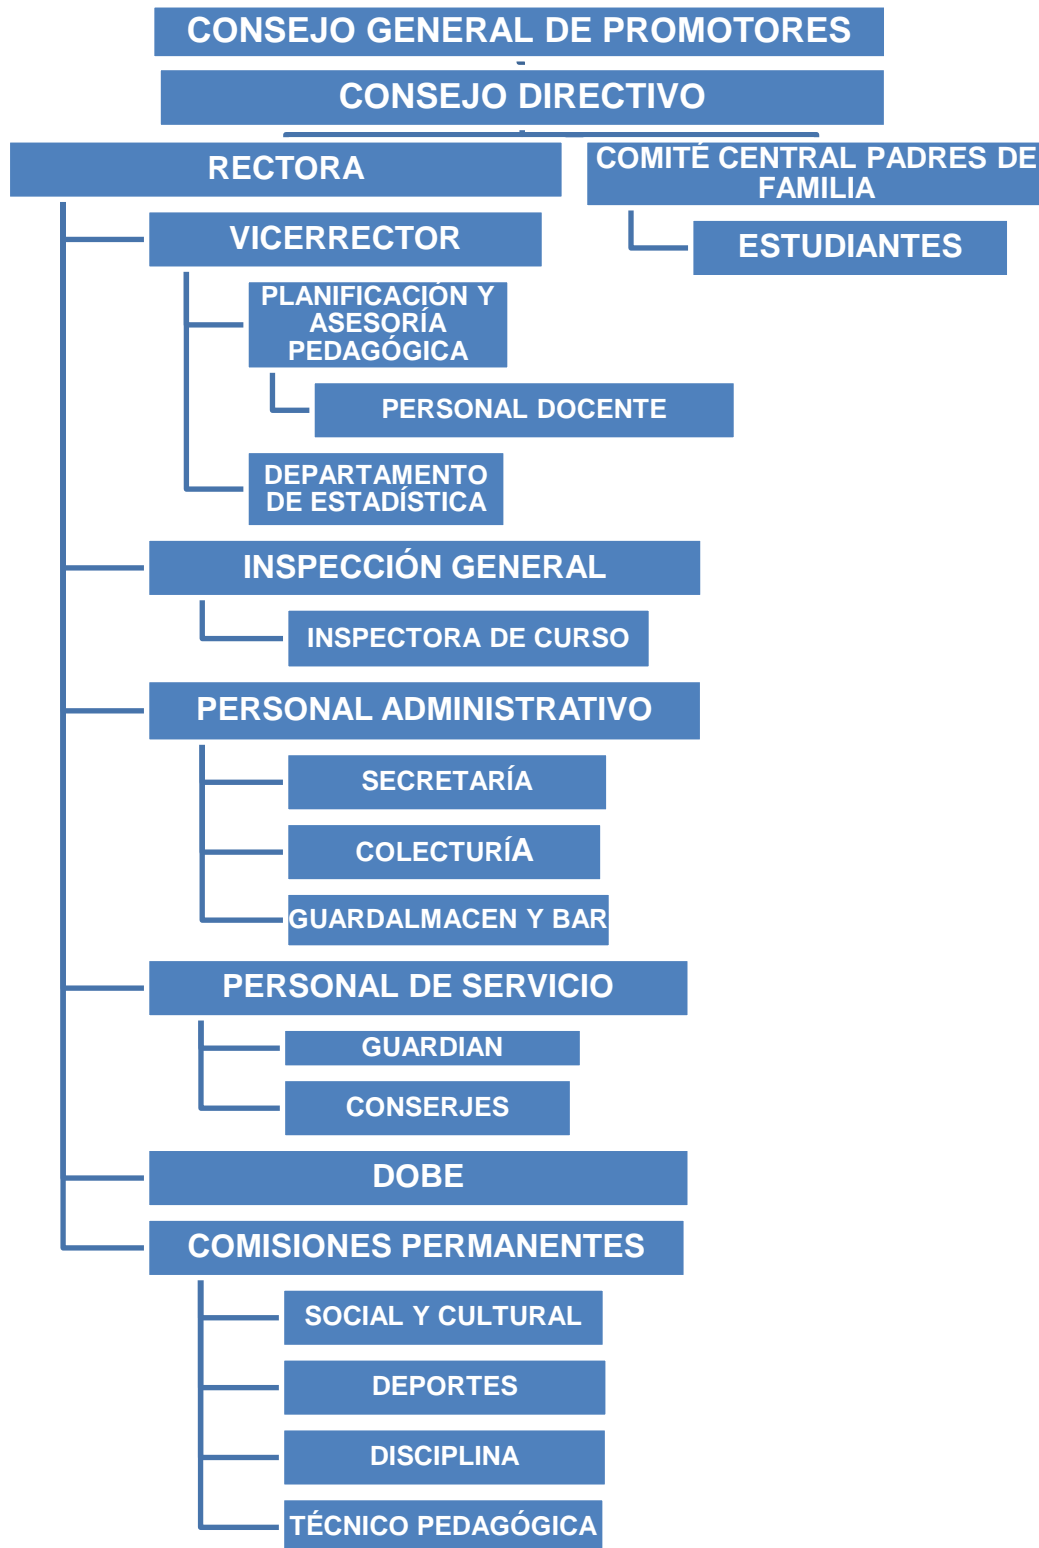 CONSEJO GENERAL DE PROMOTORES
CONSEJO DIRECTIVO
RECTORA
COMITÉ CENTRAL PADRES DE
FAMILIA
VICERRECTOR
ESTUDIANTES
PLANIFICACIÓN Y
ASESORÍA
PEDAGÓGICA
PERSONAL DOCENTE
DEPARTAMENTO
DE ESTADÍSTICA
INSPECCIÓN GENERAL
INSPECTORA DE CURSO
PERSONAL ADMINISTRATIVO
SECRETARÍA
COLECTURÍA
GUARDALMACEN Y BAR
PERSONAL DE SERVICIO
GUARDIAN
CONSERJES
DOBE
COMISIONES PERMANENTES
SOCIAL Y CULTURAL
DEPORTES
DISCIPLINA
TÉCNICO PEDAGÓGICA